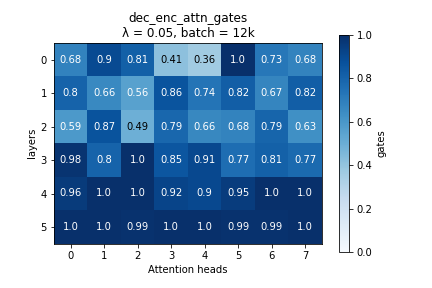 dec_enc_attn_gates
λ = 0.05, batch = 12k
0 0.68 0.9 0.81 0.41 0.36 1.0 0.73 0.68
1 0.8 0.66 0.56 0.86 0.74 0.82 0.67 0.82
2 0.59 0.87 0.49 0.79 0.66 0.68 0.79 0.63
3 0.98 0.8 1.0 0.85 0.91 0.77 0.81 0.77
4 0.96 1.0 1.0 0.92 0.9 0.95 1.0 1.0
5 1.0 1.0 0.99 1.0 1.0 0.99 0.99 1.0
0 1 2 3 4 5 6 7
Attention heads
layers
1.0
0.8
0.6
0.4
0.2
0.0
gates